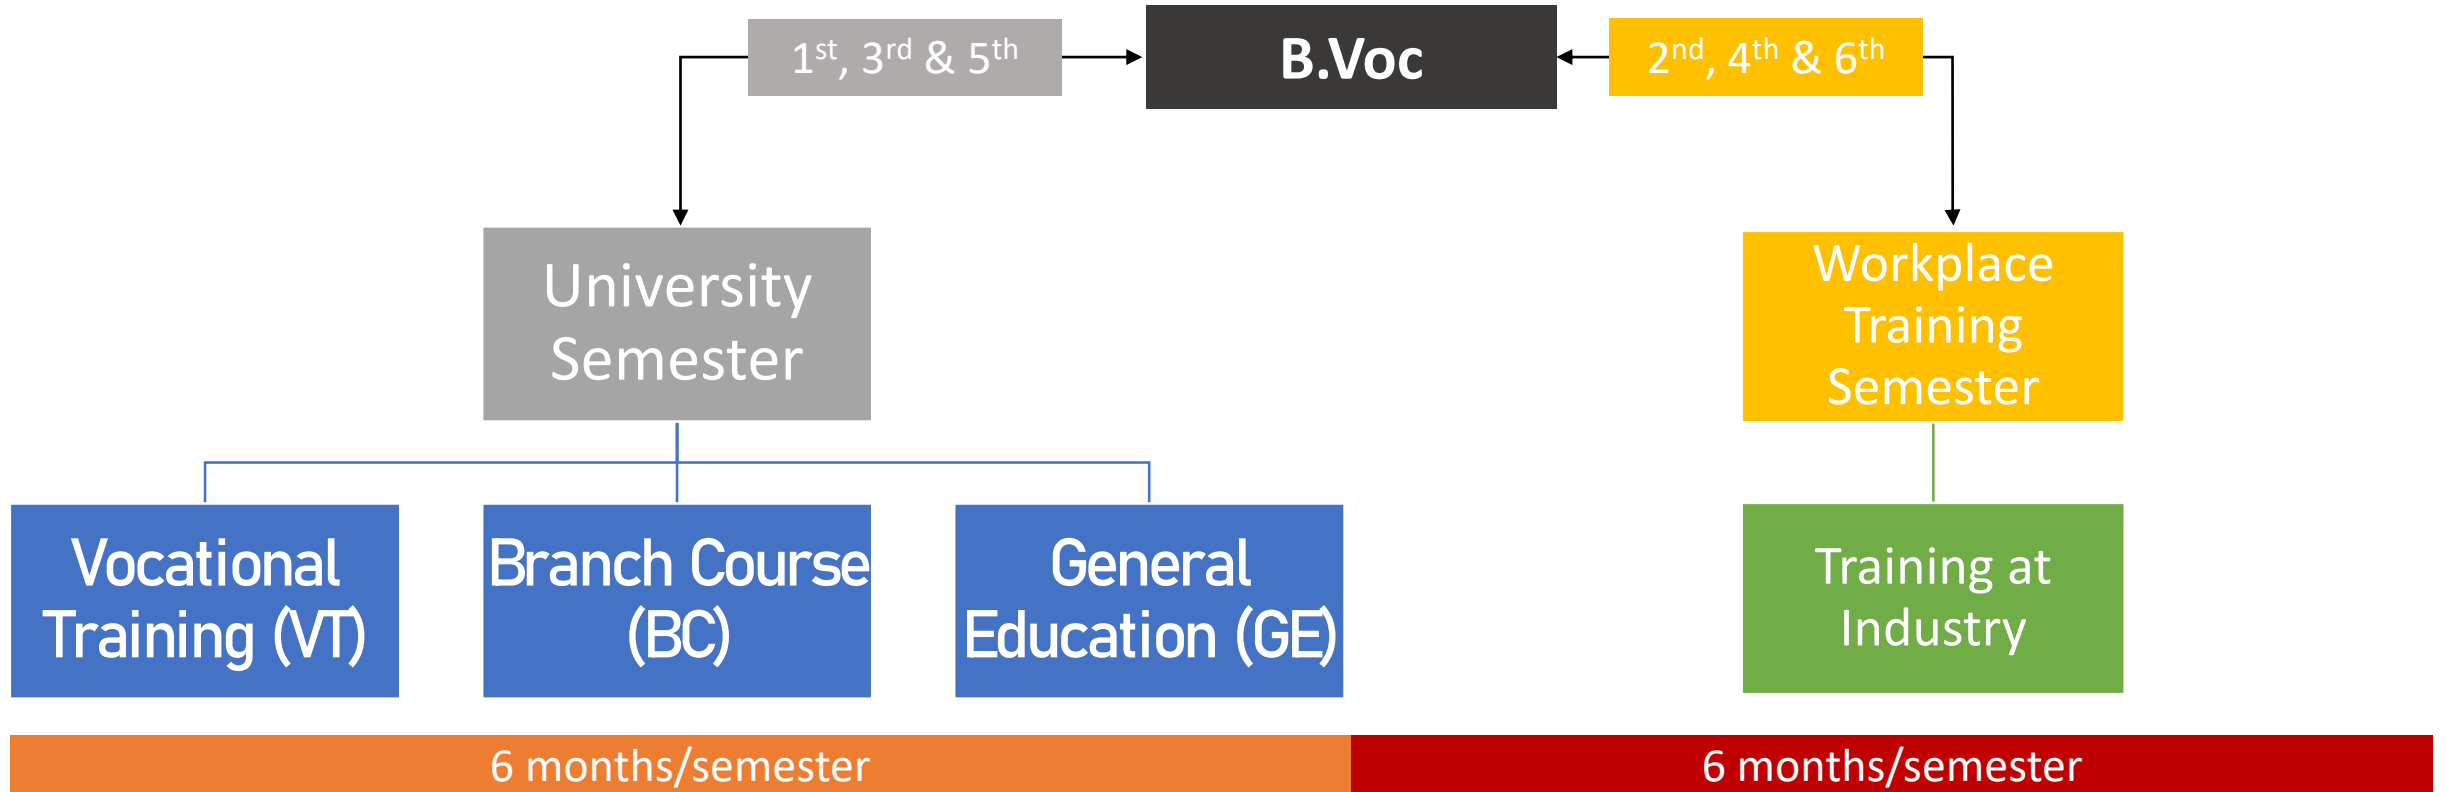 1st, 3rd & 5th
B.Voc
2nd, 4th & 6th
University
Semester
Workplace
Training
Semester
Vocational
Training (VT)
Branch Course
(BC)
General
Education (GE)
Training at
Industry
6 months/semester
6 months/semester